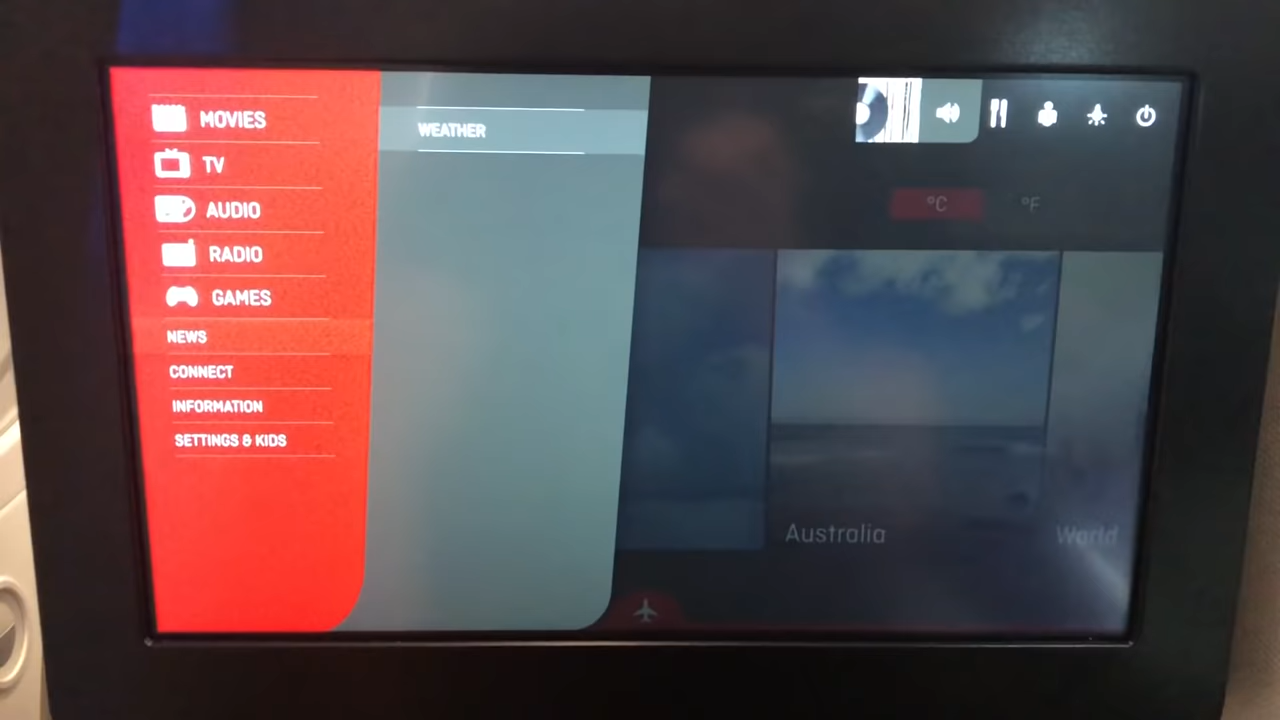 MOVIES
TV
AUDIO
RADIO
GAMES
NEWS
CONNECT
INFORMATION
SETTINGS & KIDS
WEATHER
°C
°F
Australia
World